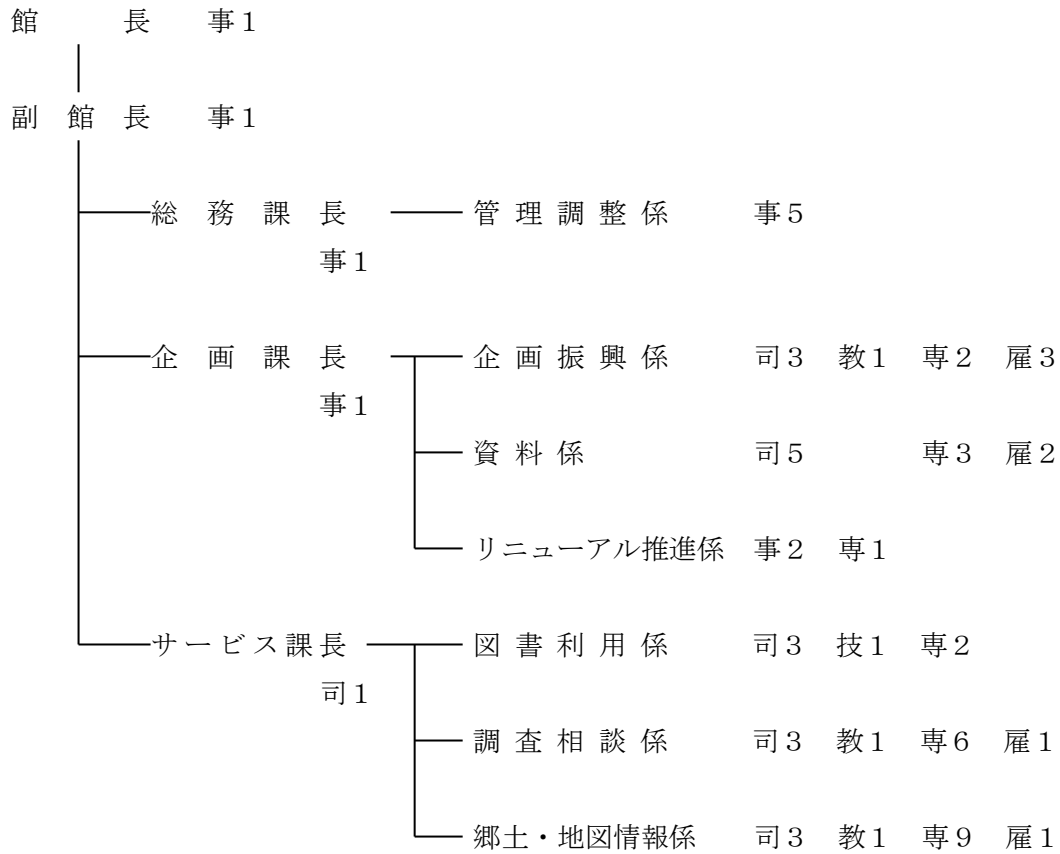 館　　長　事１
副　館　長　事１
総　務　課　長　管理調整係　事５
事１
企　画　課　長　企画振興係　司３　教１　専２　雇３
事１
資料係　司５　専３　雇２
リニューアル推進係　事２　専１
サービス課長　図書利用係　司３　技１　専２
司１
調査相談係　司３　教１　専６　雇１
郷土・地図情報係　司３　教１　専９　雇１